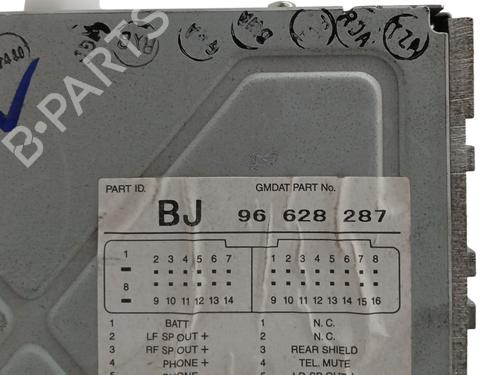 RJA
B-PARTS
PART ID.
GMDAT PART No.
BJ 96 628 287
1 2 3 4 5 6 7
1 2 3 4 5 6 7 8
8 9 10 11 12 13 14
9 10 11 12 13 14 15 16
1 BATT
2 LF SP OUT +
3 RF SP OUT +
4 PHONE +
1 N.C.
2 N.C.
3 REAR SHIELD
4 TEL. MUTE